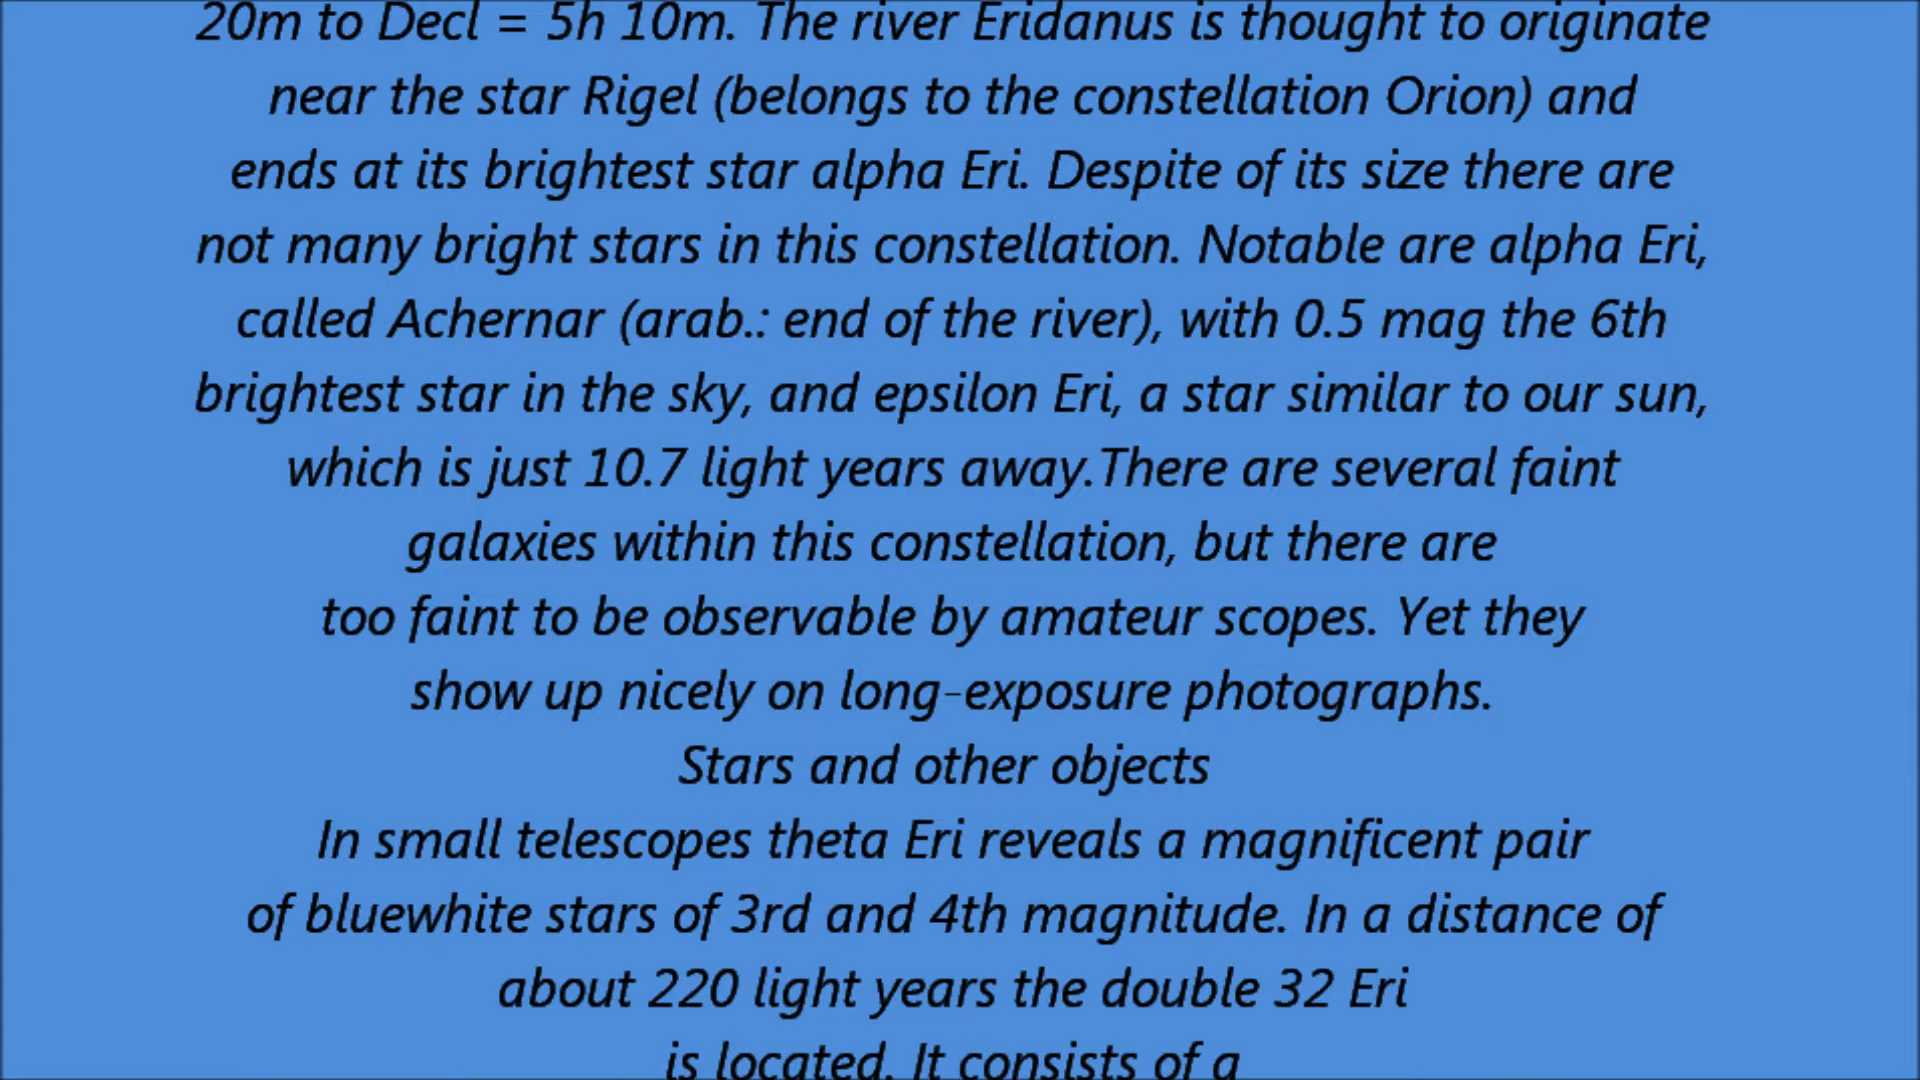 20m to Decl = 5h 10m. The river Eridanus is thought to originate
near the star Rigel (belongs to the constellation Orion) and
ends at its brightest star alpha Eri. Despite of its size there are
not many bright stars in this constellation. Notable are alpha Eri,
called Achernar (arab.: end of the river), with 0.5 mag the 6th
brightest star in the sky, and epsilon Eri, a star similar to our sun,
which is just 10.7 light years away.There are several faint
galaxies within this constellation, but there are
too faint to be observable by amateur scopes. Yet they
show up nicely on long-exposure photographs.
Stars and other objects
In small telescopes theta Eri reveals a magnificent pair
of bluewhite stars of 3rd and 4th magnitude. In a distance of
about 220 light years the double 32 Eri
is located. It consists of a